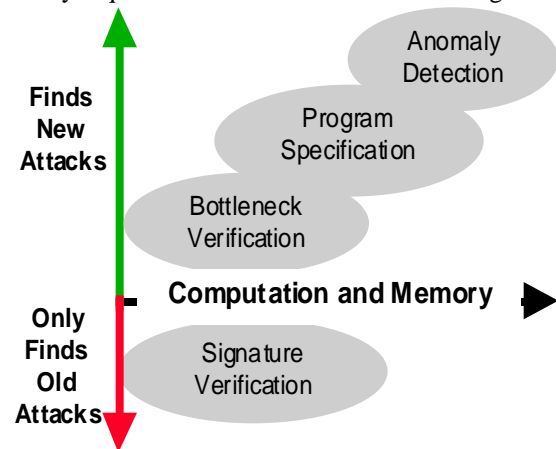 Anomaly
Detection
Finds
New
Attacks
Program
Specification
Bottleneck
Verification
Computation and Memory
Only
Finds
Old
Attacks
Signature
Verification